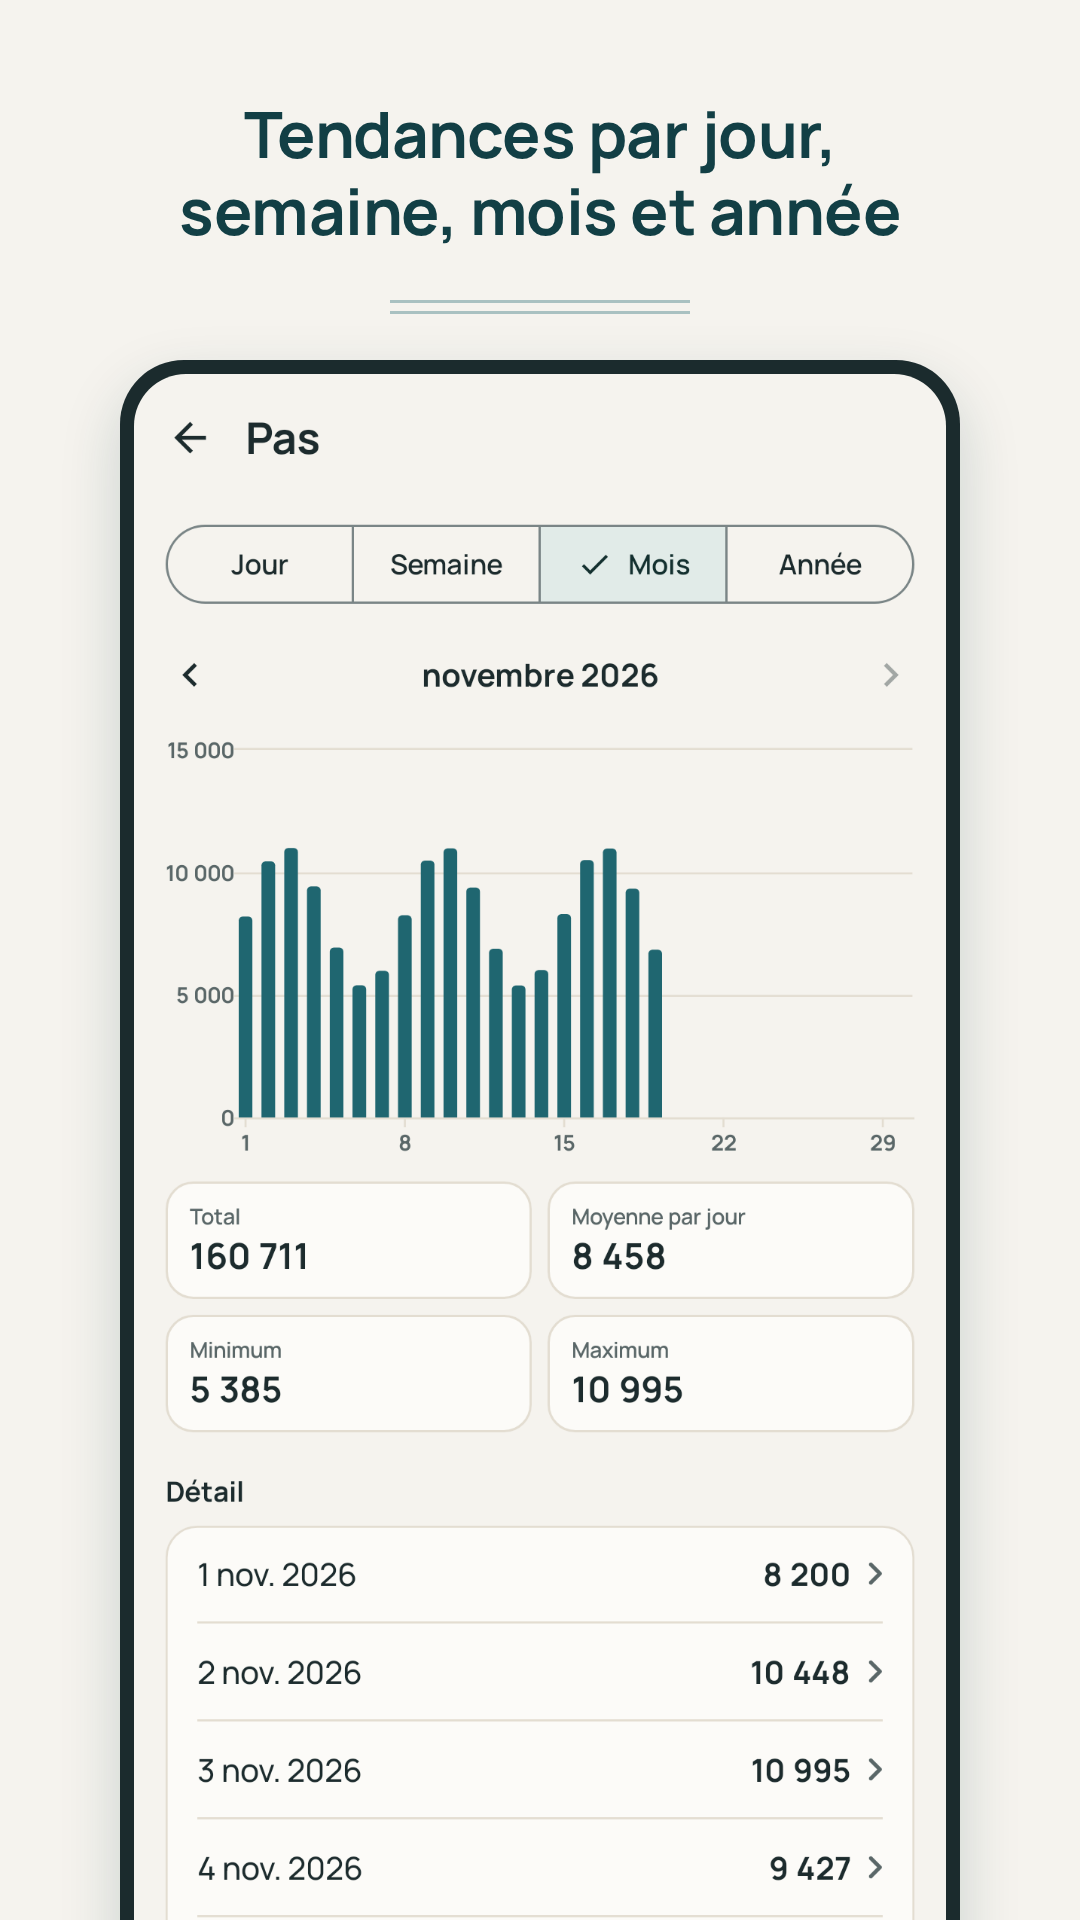 Tendances par jour,
semaine, mois et année
Pas
Jour Semaine Mois Année
novembre 2026
15 000
10 000
5 000
0
1 8 15 22 29
Total Moyenne par jour
160 711 8 458
Minimum Maximum
5 385 10 995
Détail
1 nov. 2026 8 200
2 nov. 2026 10 448
3 nov. 2026 10 995
4 nov. 2026 9 427